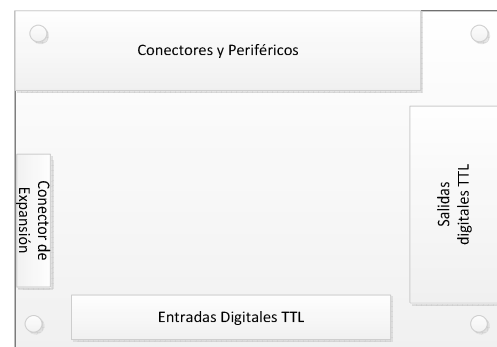 Conectores y Periféricos
Conector de
Expansión
Salidas
digitales TTL
Entradas Digitales TTL